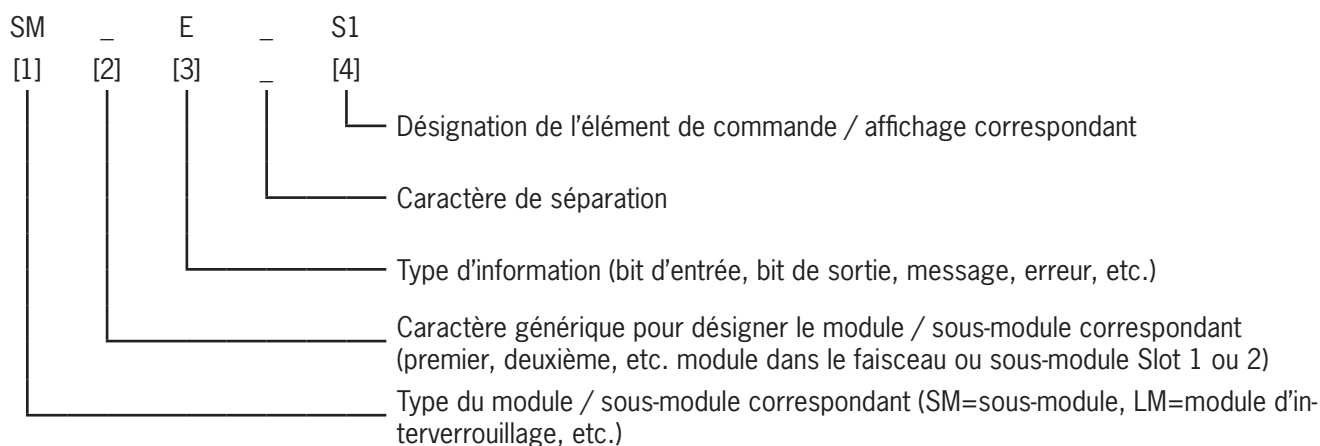 SM _ E _ S1
[1] [2] [3] _ [4]
Désignation de l'élément de commande / affichage correspondant
Caractère de séparation
Type d'information (bit d'entrée, bit de sortie, message, erreur, etc.)
Caractère générique pour désigner le module / sous-module correspondant
(premier, deuxième, etc. module dans le faisceau ou sous-module Slot 1 ou 2)
Type du module / sous-module correspondant (SM=sous-module, LM=module d'in-
terverrouillage, etc.)